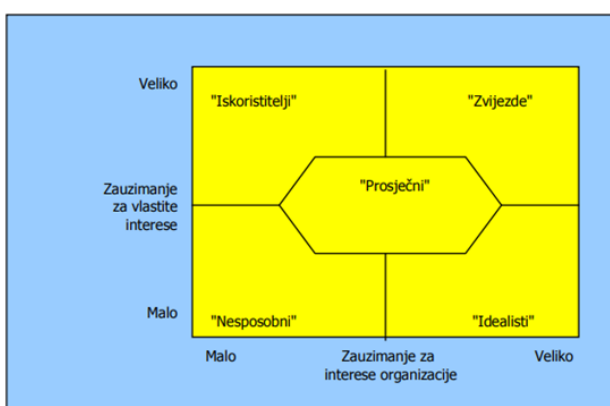 Veliko
"Iskoristitelji"
"Zvijezde"
Zauzimanje
za vlastite
interese
"Prosječni"
Malo
"Nesposobni"
"Idealisti"
Malo
Zauzimanje za
interese organizacije
Veliko